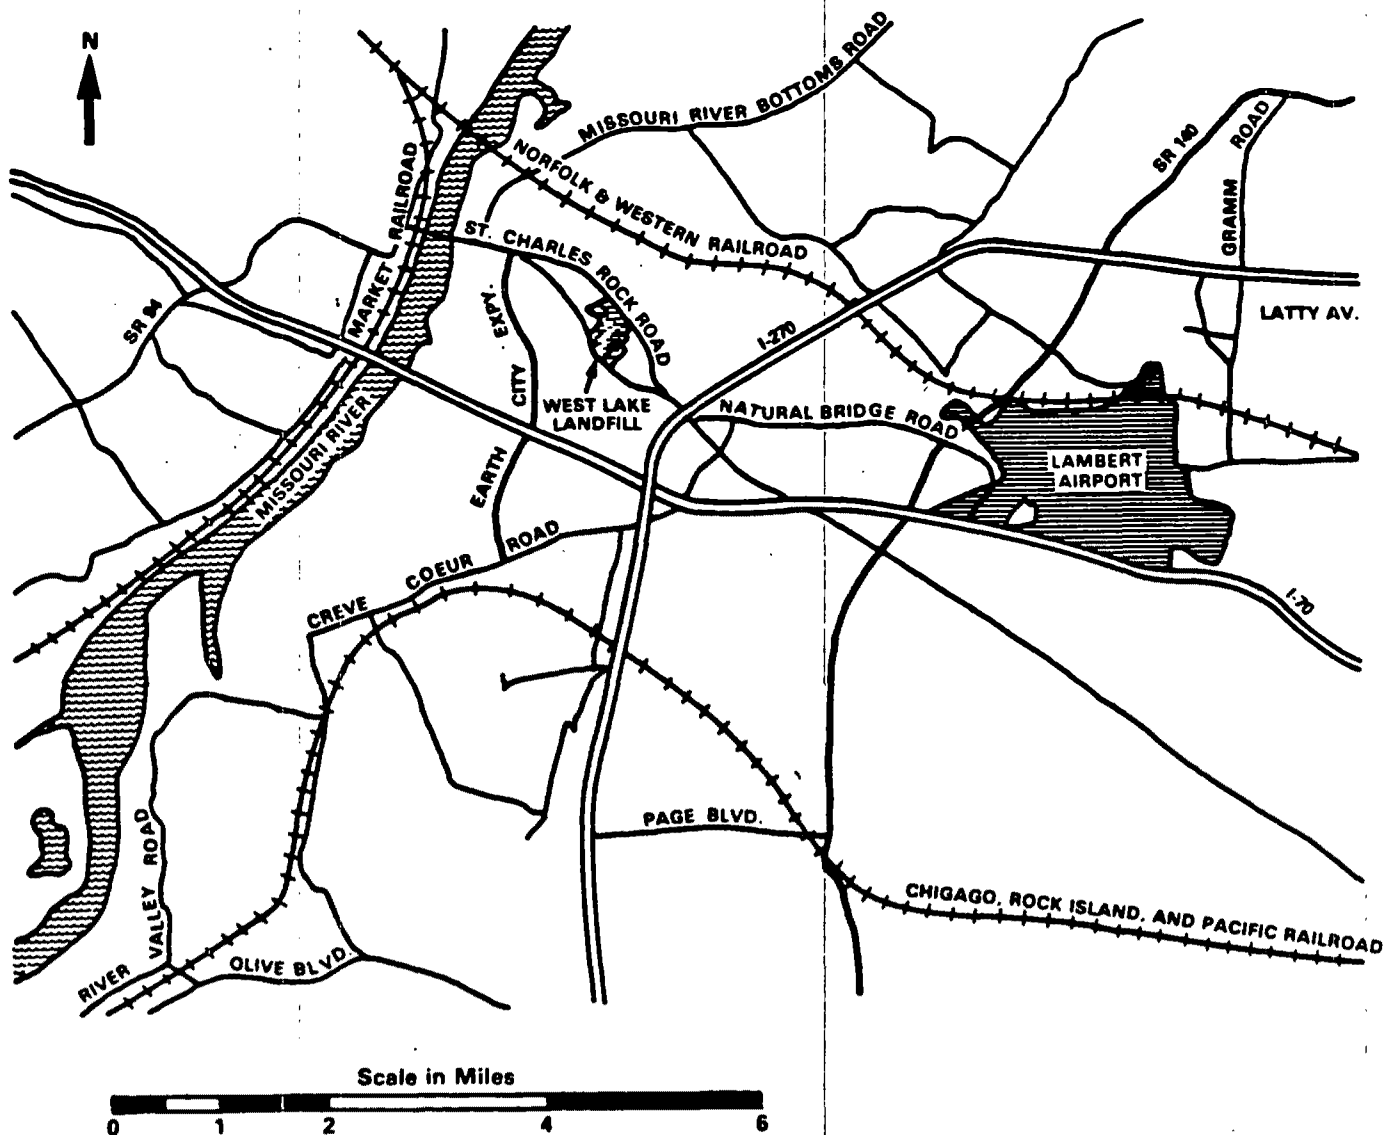 N
MISSOURI RIVER BOTTOMS ROAD
SR 140
GRAMM ROAD
NORFOLK & WESTERN RAILROAD
MARKET RAILROAD
ST. CHARLES ROCK ROAD
LATTY AV.
SR 94
EARTH CITY EXPY.
I-270
WEST LAKE
LANDFILL
NATURAL BRIDGE ROAD
MISSOURI RIVER
LAMBERT
AIRPORT
CREVE COEUR ROAD
I-70
PAGE BLVD.
RIVER VALLEY ROAD
CHIGAGO, ROCK ISLAND, AND PACIFIC RAILROAD
OLIVE BLVD.
Scale in Miles
0 1 2 4 6